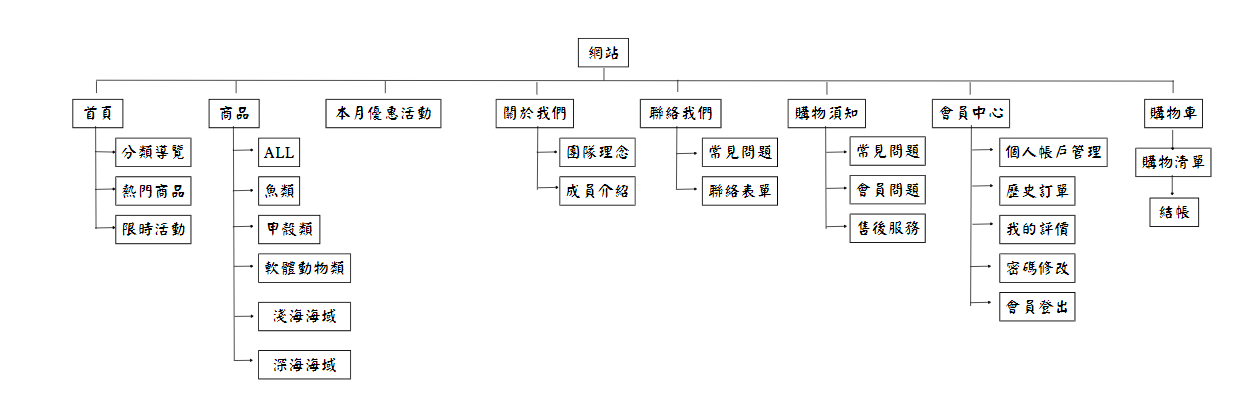 網站
首頁
商品
本月優惠活動
關於我們
聯絡我們
購物須知
會員中心
購物車
分類導覽
熱門商品
限時活動
ALL
魚類
甲殼類
軟體動物類
淺海海域
深海海域
團隊理念
成員介紹
常見問題
聯絡表單
常見問題
會員問題
售後服務
個人帳戶管理
歷史訂單
我的評價
密碼修改
會員登出
購物清單
結帳